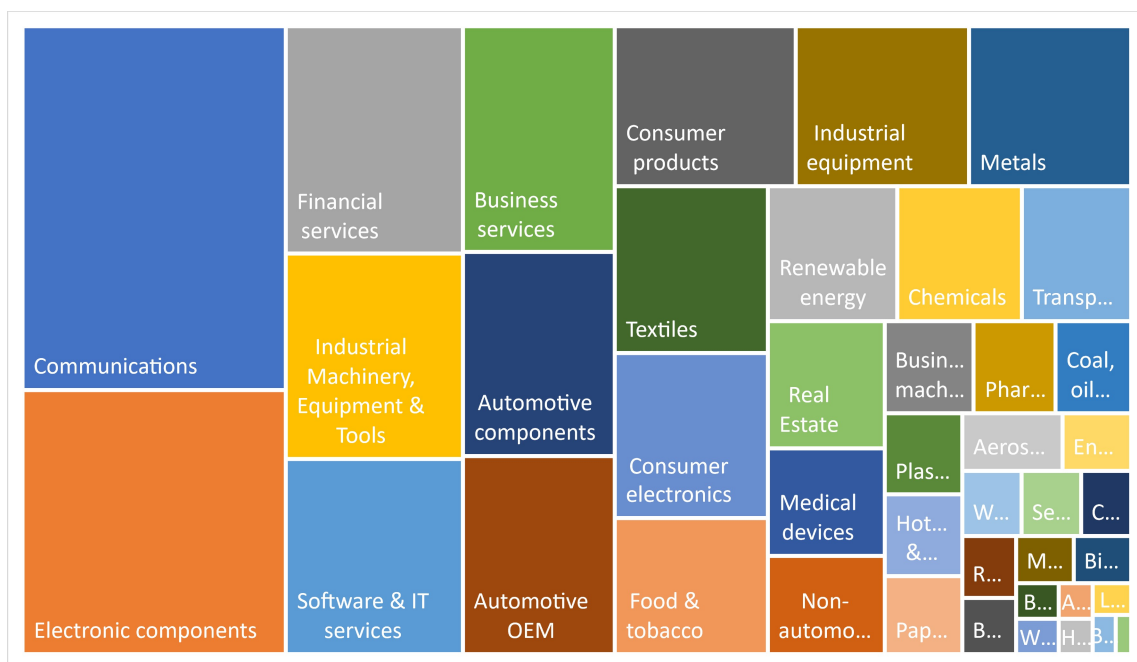 Communications
Electronic components
Financial
services
Industrial
Machinery,
Equipment &
Tools
Software & IT
services
Business
services
Automotive
components
Automotive
OEM
Consumer
products
Industrial
equipment
Metals
Textiles
Consumer
electronics
Food &
tobacco
Renewable
energy
Chemicals
Transp...
Real
Estate
Medical
devices
Non-
automo...
Busin...
mach...
Phar...
Coal,
oil...
Plas...
Hot...
&...
Pap...
Aeros...
En...
W...
Se...
C...
R...
B...
M...
Bi...
B...
A...
L...
W...
H...
B...